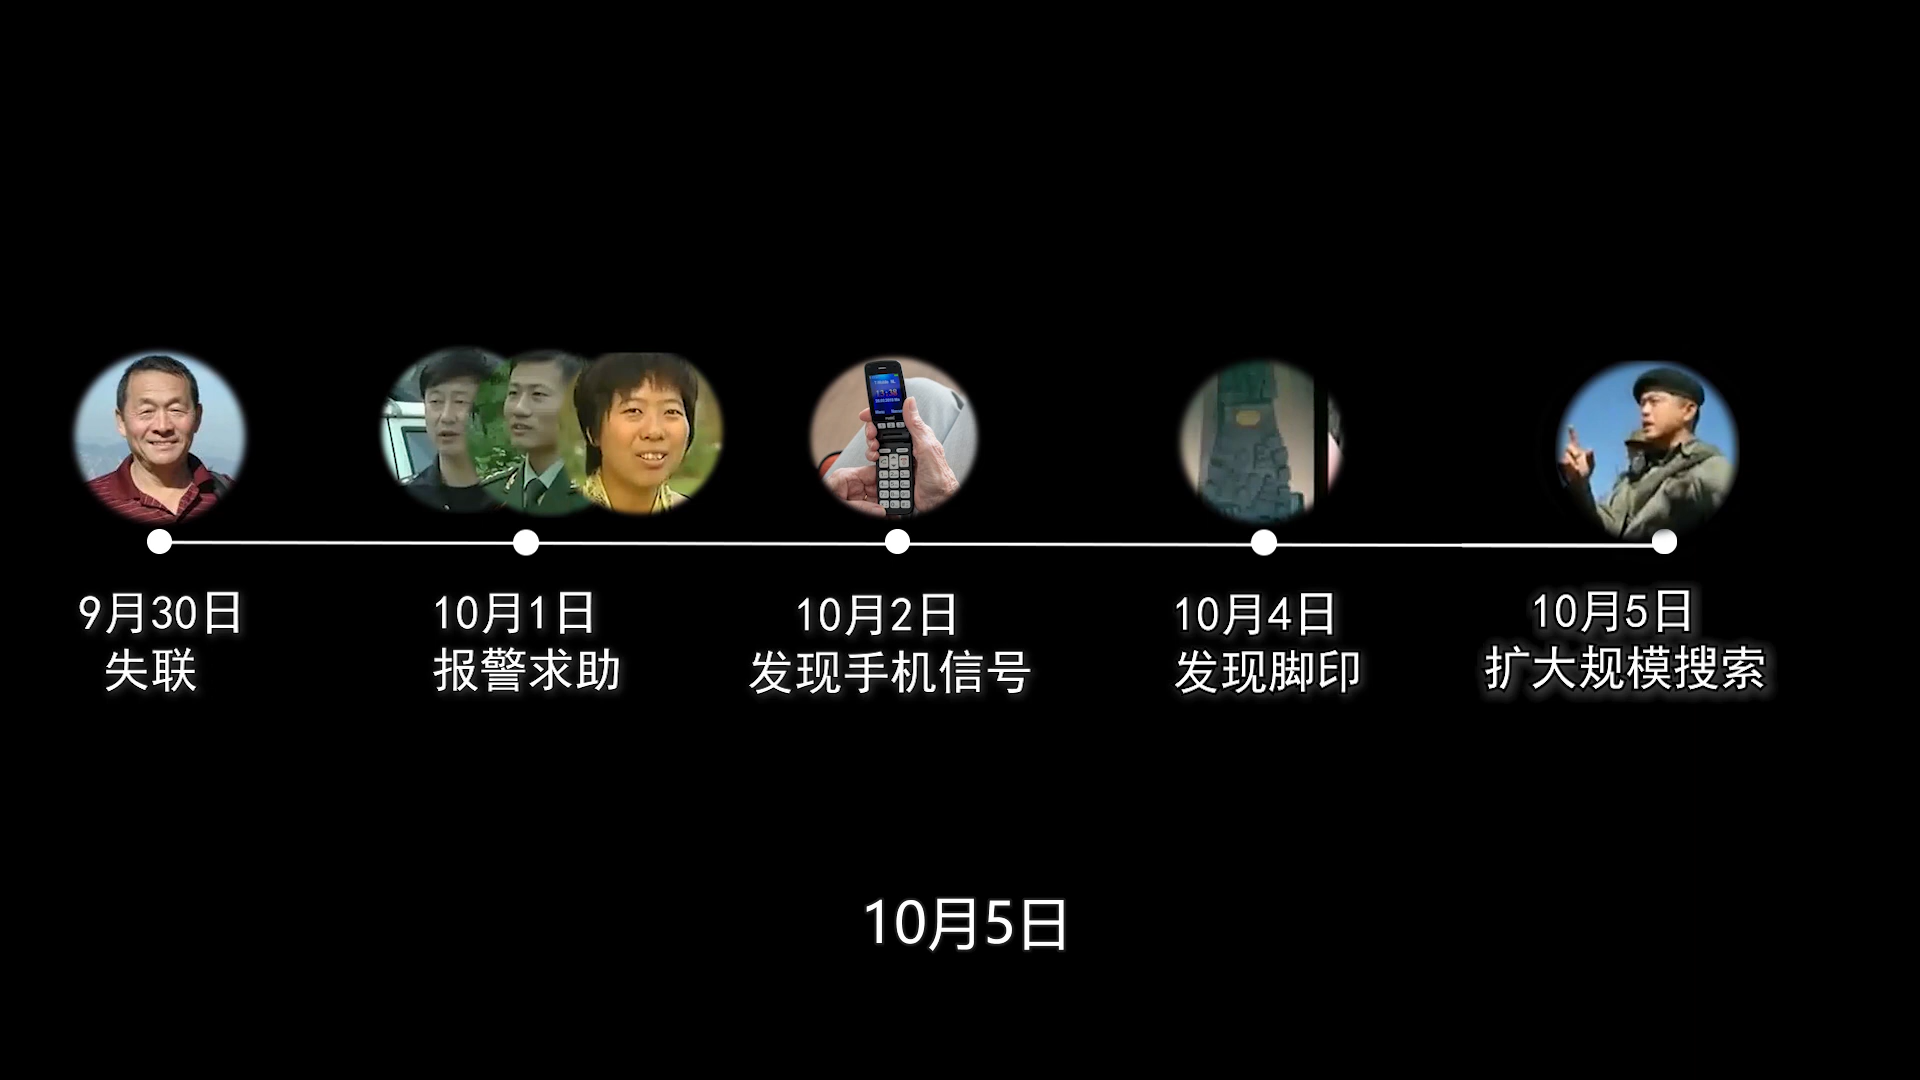 9月30日
失联
10月1日
报警求助
10月2日
发现手机信号
10月4日
发现脚印
10月5日
扩大规模搜索
10月5日